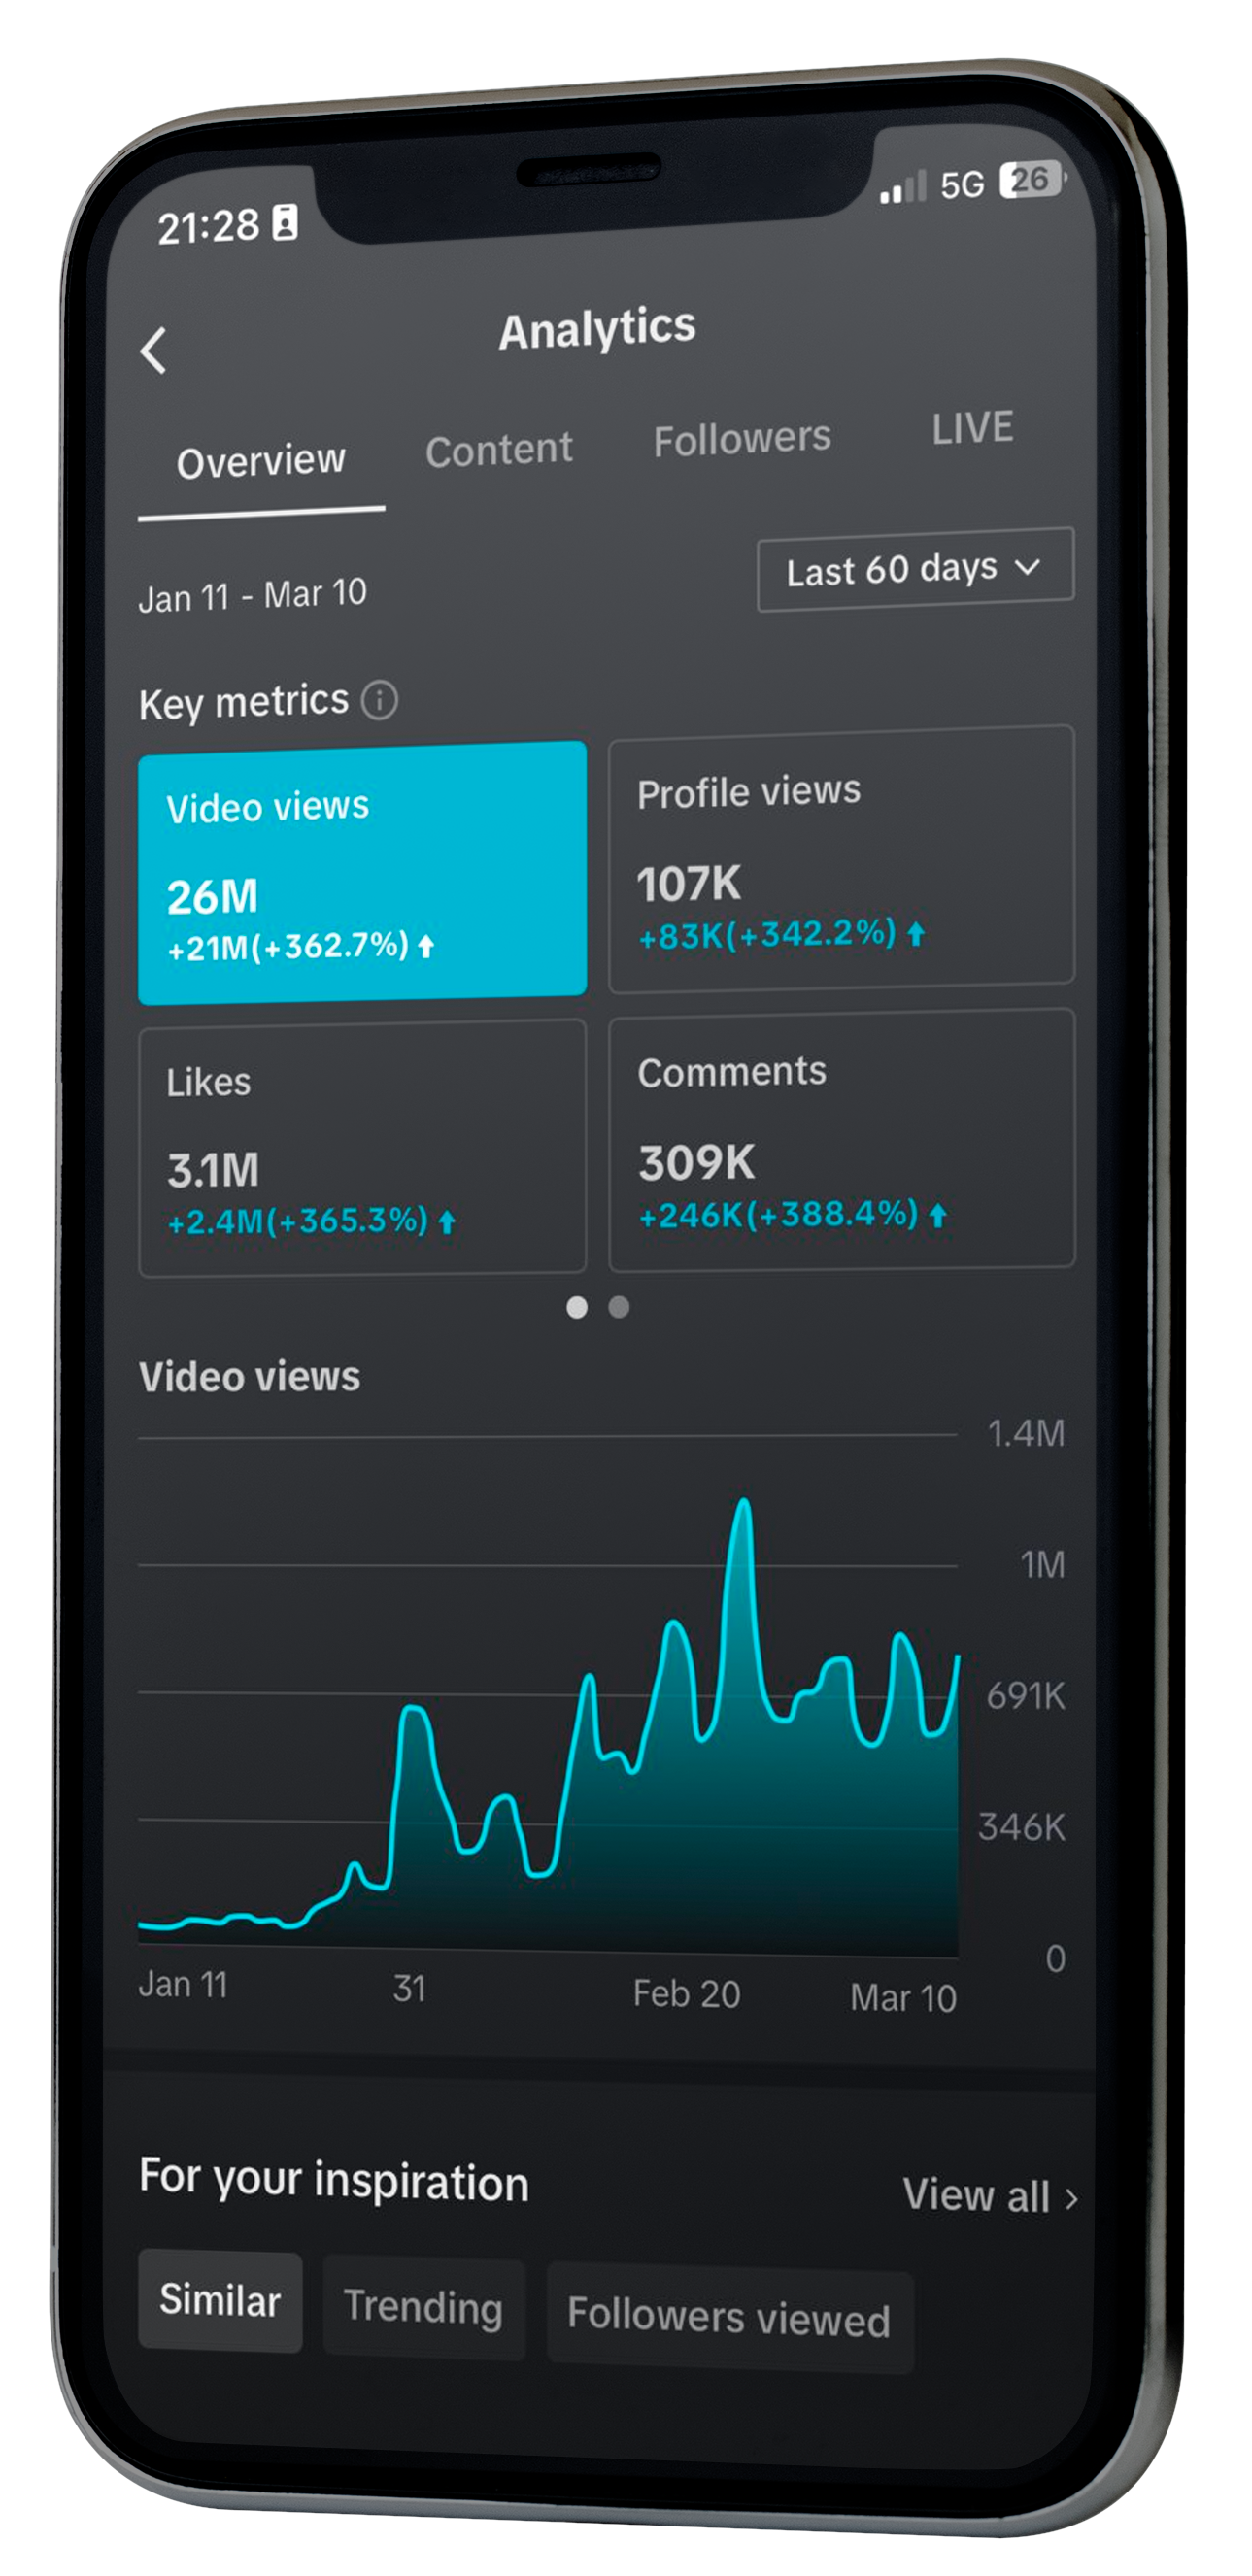 21:28
5G 26
Analytics
Overview Content Followers LIVE
Jan 11 - Mar 10
Last 60 days
Key metrics
Video views
26M
+21M(+362.7%)
Profile views
107K
+83K(+342.2%)
Likes
3.1M
+2.4M(+365.3%)
Comments
309K
+246K(+388.4%)
Video views
1.4M
1M
691K
346K
0
Jan 11 31 Feb 20 Mar 10
For your inspiration
View all
Similar Trending Followers viewed